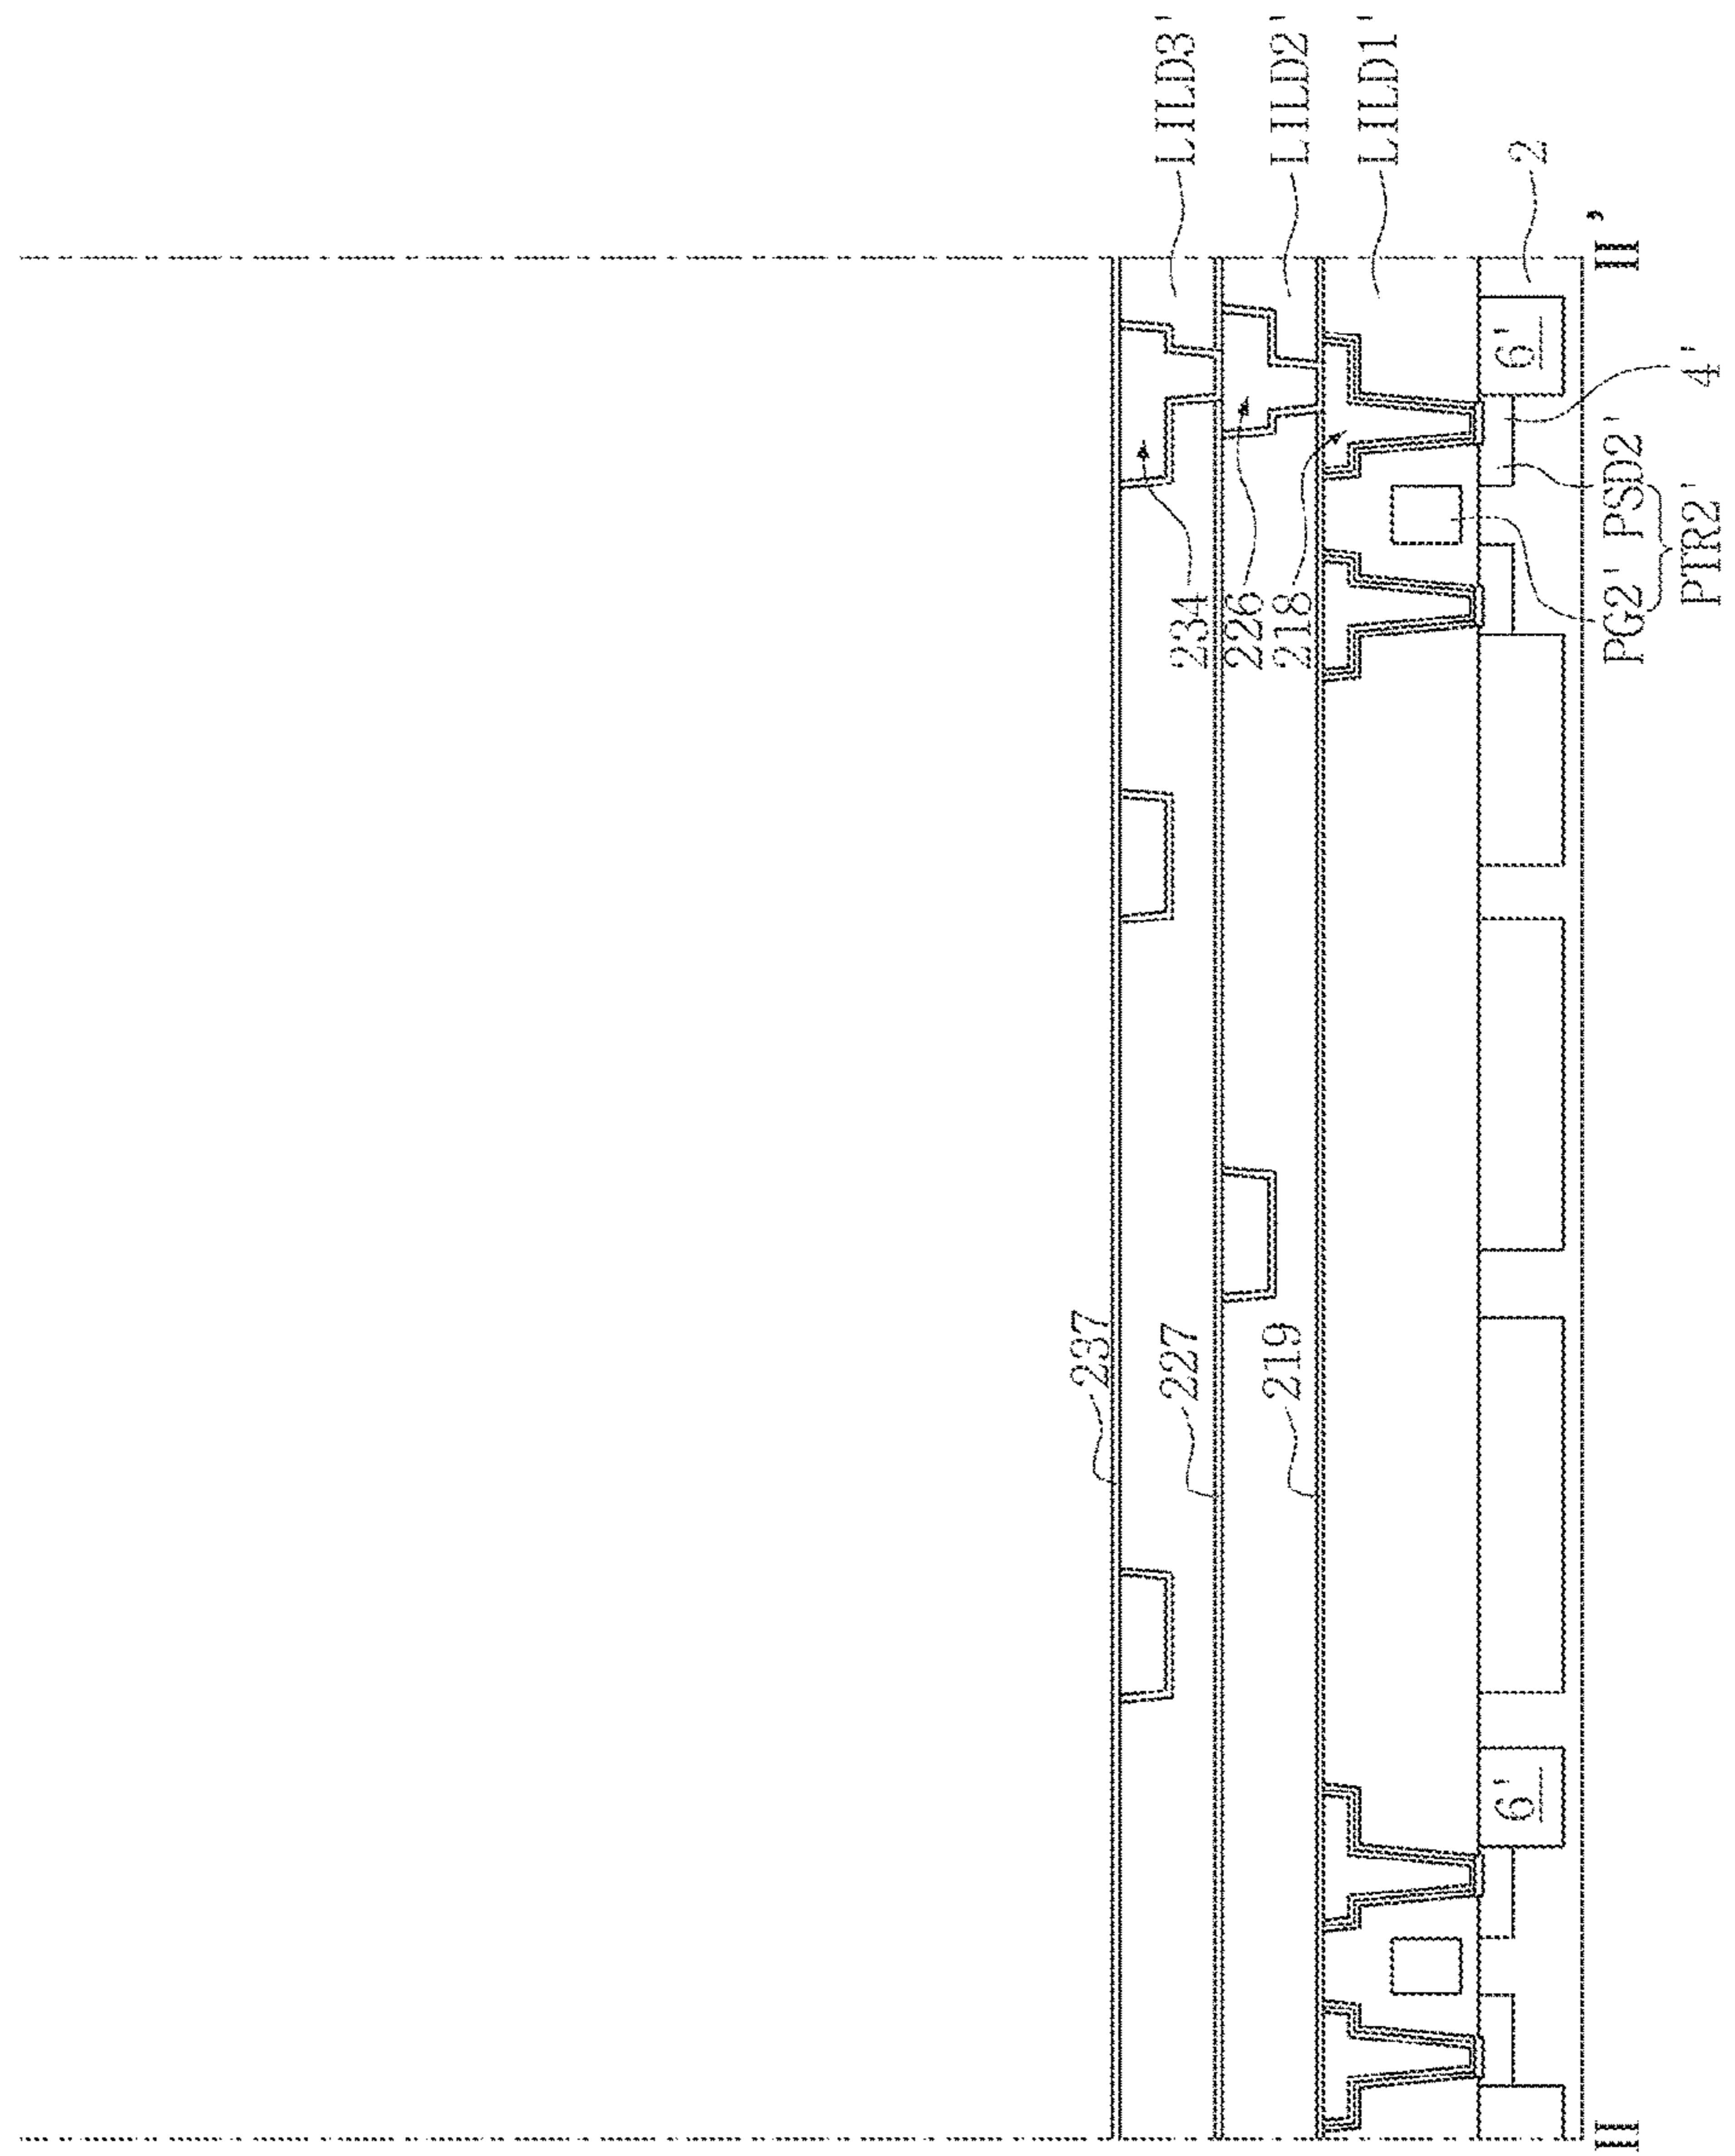 LILD3'
LILD2'
LILD1'
2
II'
6'
4'
PSD2'
PG2'
PTR2'
234
226
218
237
227
219
6'
II